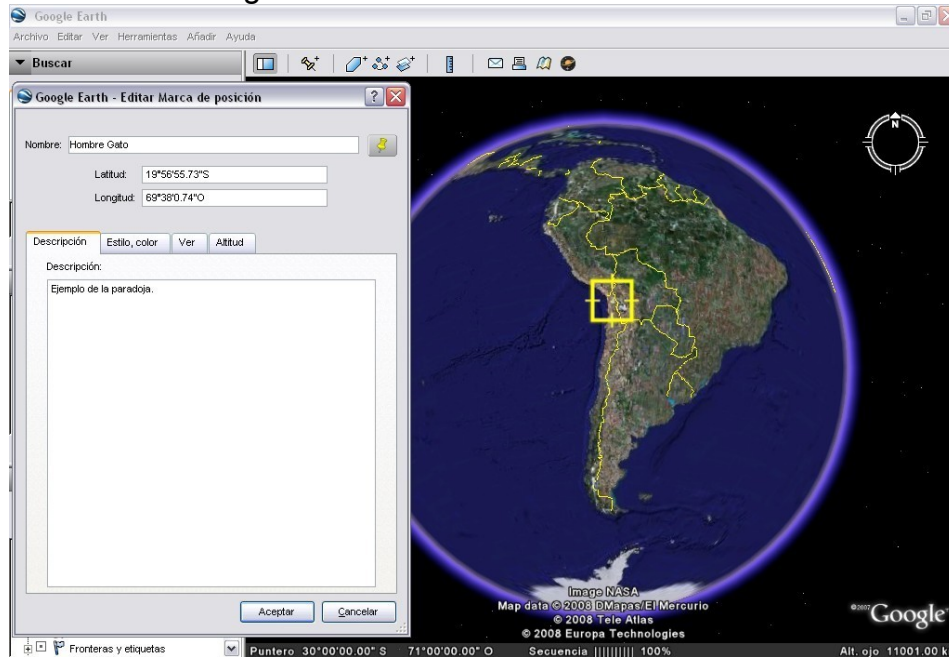 Google Earth
Archivo Editar Ver Herramientas Añadir Ayuda
Buscar
Google Earth - Editar Marca de posición
Nombre: Hombre Gato
Latitud: 19°56'55.73"S
Longitud: 69°38'0.74"O
Descripción Estilo, color Ver Altitud
Descripción:
Ejemplo de la paradoja.
Aceptar Cancelar
Fronteras y etiquetas
N
Image NASA
Map data © 2008 DMapas/El Mercurio
© 2008 Tele Atlas
© 2008 Europa Technologies
©2007 Google
Puntero 30°00'00.00" S 71°00'00.00" O Secuencia |||||||||| 100% Alt. ojo 11001.00 k